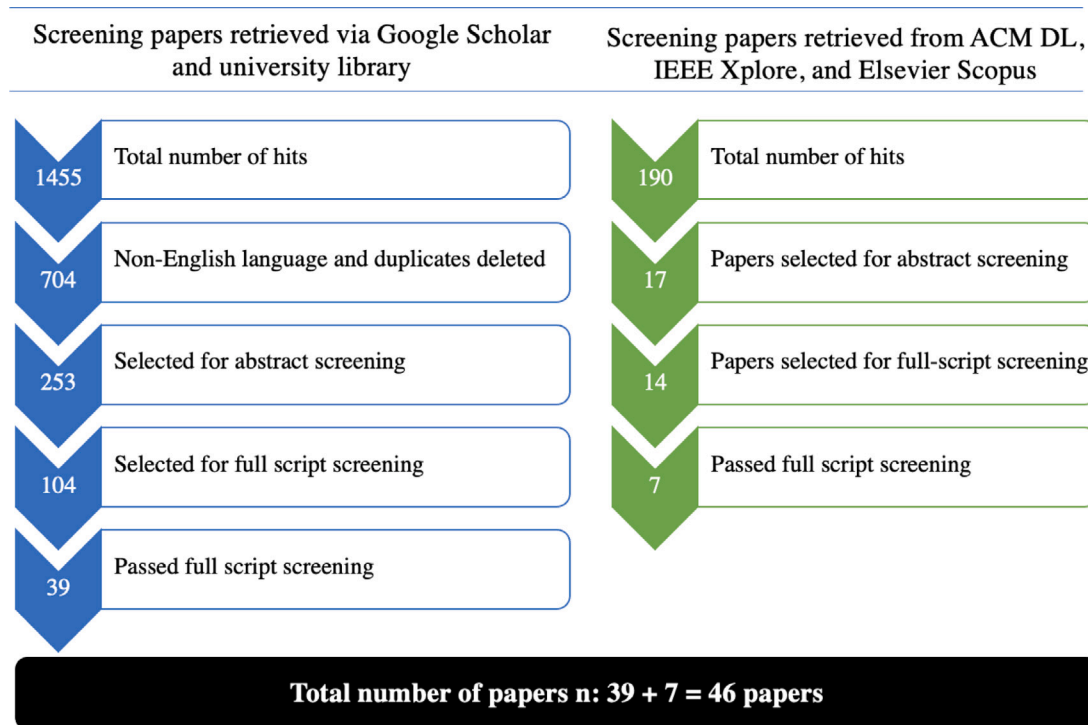 Screening papers retrieved via Google Scholar
and university library
1455
Total number of hits
704
Non-English language and duplicates deleted
253
Selected for abstract screening
104
Selected for full script screening
39
Passed full script screening
Screening papers retrieved from ACM DL,
IEEE Xplore, and Elsevier Scopus
190
Total number of hits
17
Papers selected for abstract screening
14
Papers selected for full-script screening
7
Passed full script screening
Total number of papers n: 39 + 7 = 46 papers